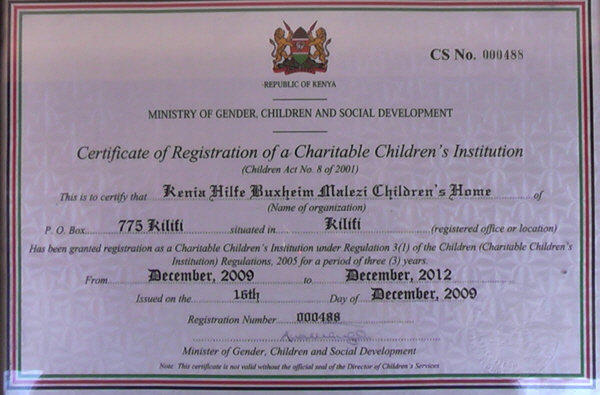 CS No. 000488
REPUBLIC OF KENYA
MINISTRY OF GENDER, CHILDREN AND SOCIAL DEVELOPMENT
Certificate of Registration of a Charitable Children's Institution
(Children Act No. 8 of 2001)
This is to certify that Kenia Hilfe Buxheim Malezi Children's Home of
(Name of organization)
P. O. Box 775 Kilifi situated in Kilifi (registered office or location)
Has been granted registration as a Charitable Children's Institution under Regulation 3(1) of the Children (Charitable Children's
Institution) Regulations, 2005 for a period of three (3) years.
From December, 2009 to December, 2012
Issued on the 16th Day of December, 2009
Registration Number 000488
Minister of Gender, Children and Social Development
Note: This certificate is not valid without the official seal of the Director of Children's Services